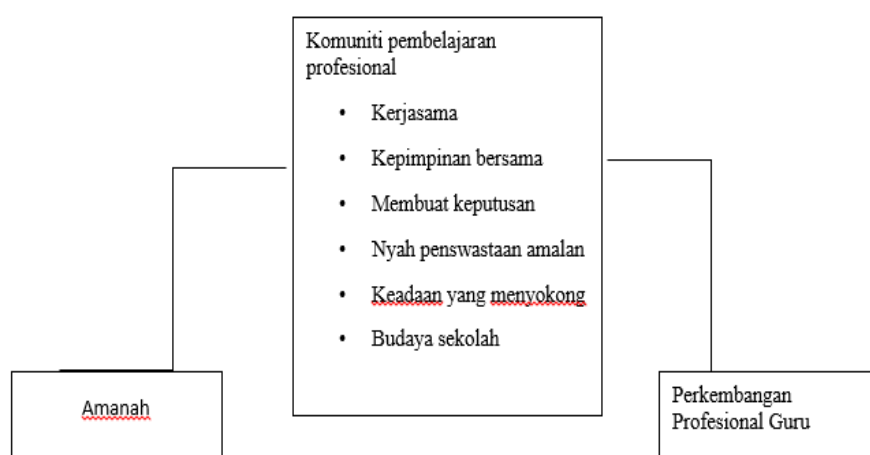 Komuniti pembelajaran
profesional
• Kerjasama
• Kepimpinan bersama
• Membuat keputusan
• Nyah penswastaan amalan
• Keadaan yang menyokong
• Budaya sekolah
Amanah
Perkembangan
Profesional Guru